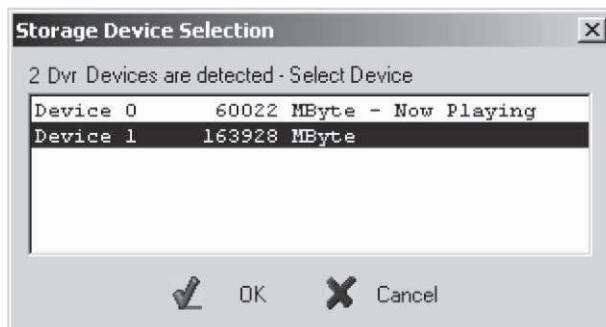 Storage Device Selection
2 Dvr Devices are detected - Select Device
Device 0 60022 MByte - Now Playing
Device 1 163928 MByte
OK Cancel